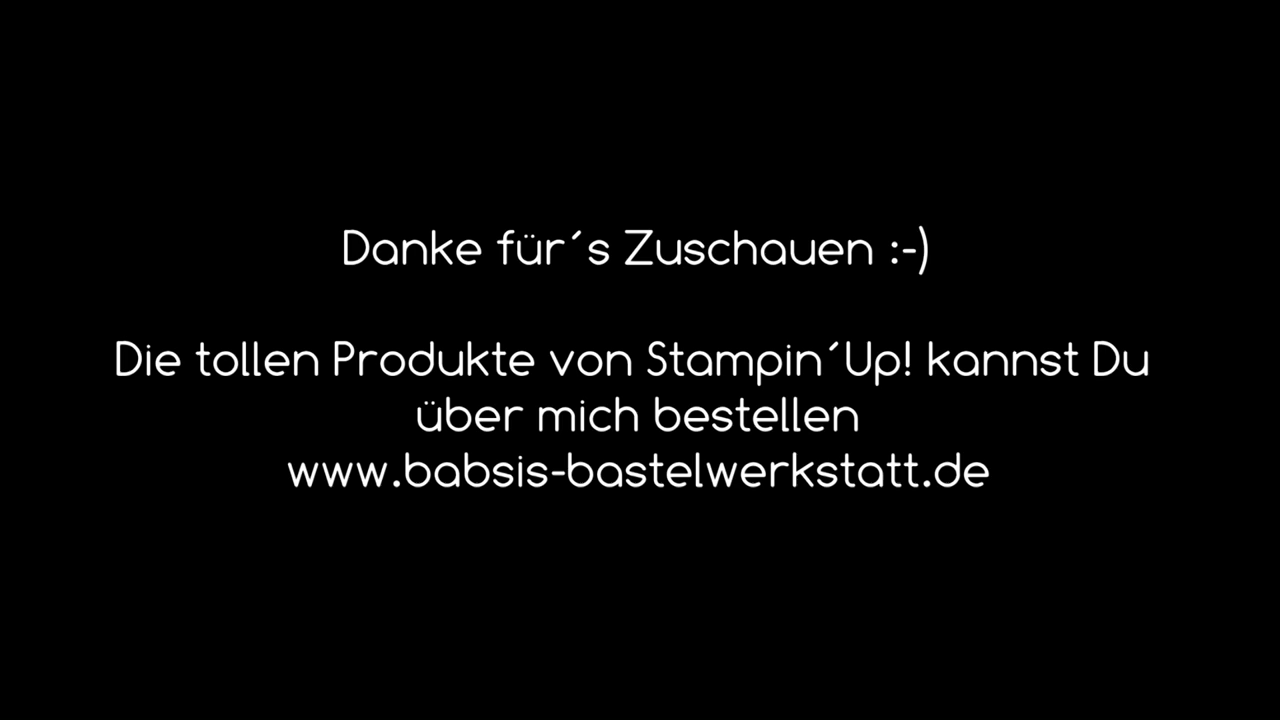 Danke für´s Zuschauen :-)
Die tollen Produkte von Stampin´Up! kannst Du
über mich bestellen
www.babsis-bastelwerkstatt.de